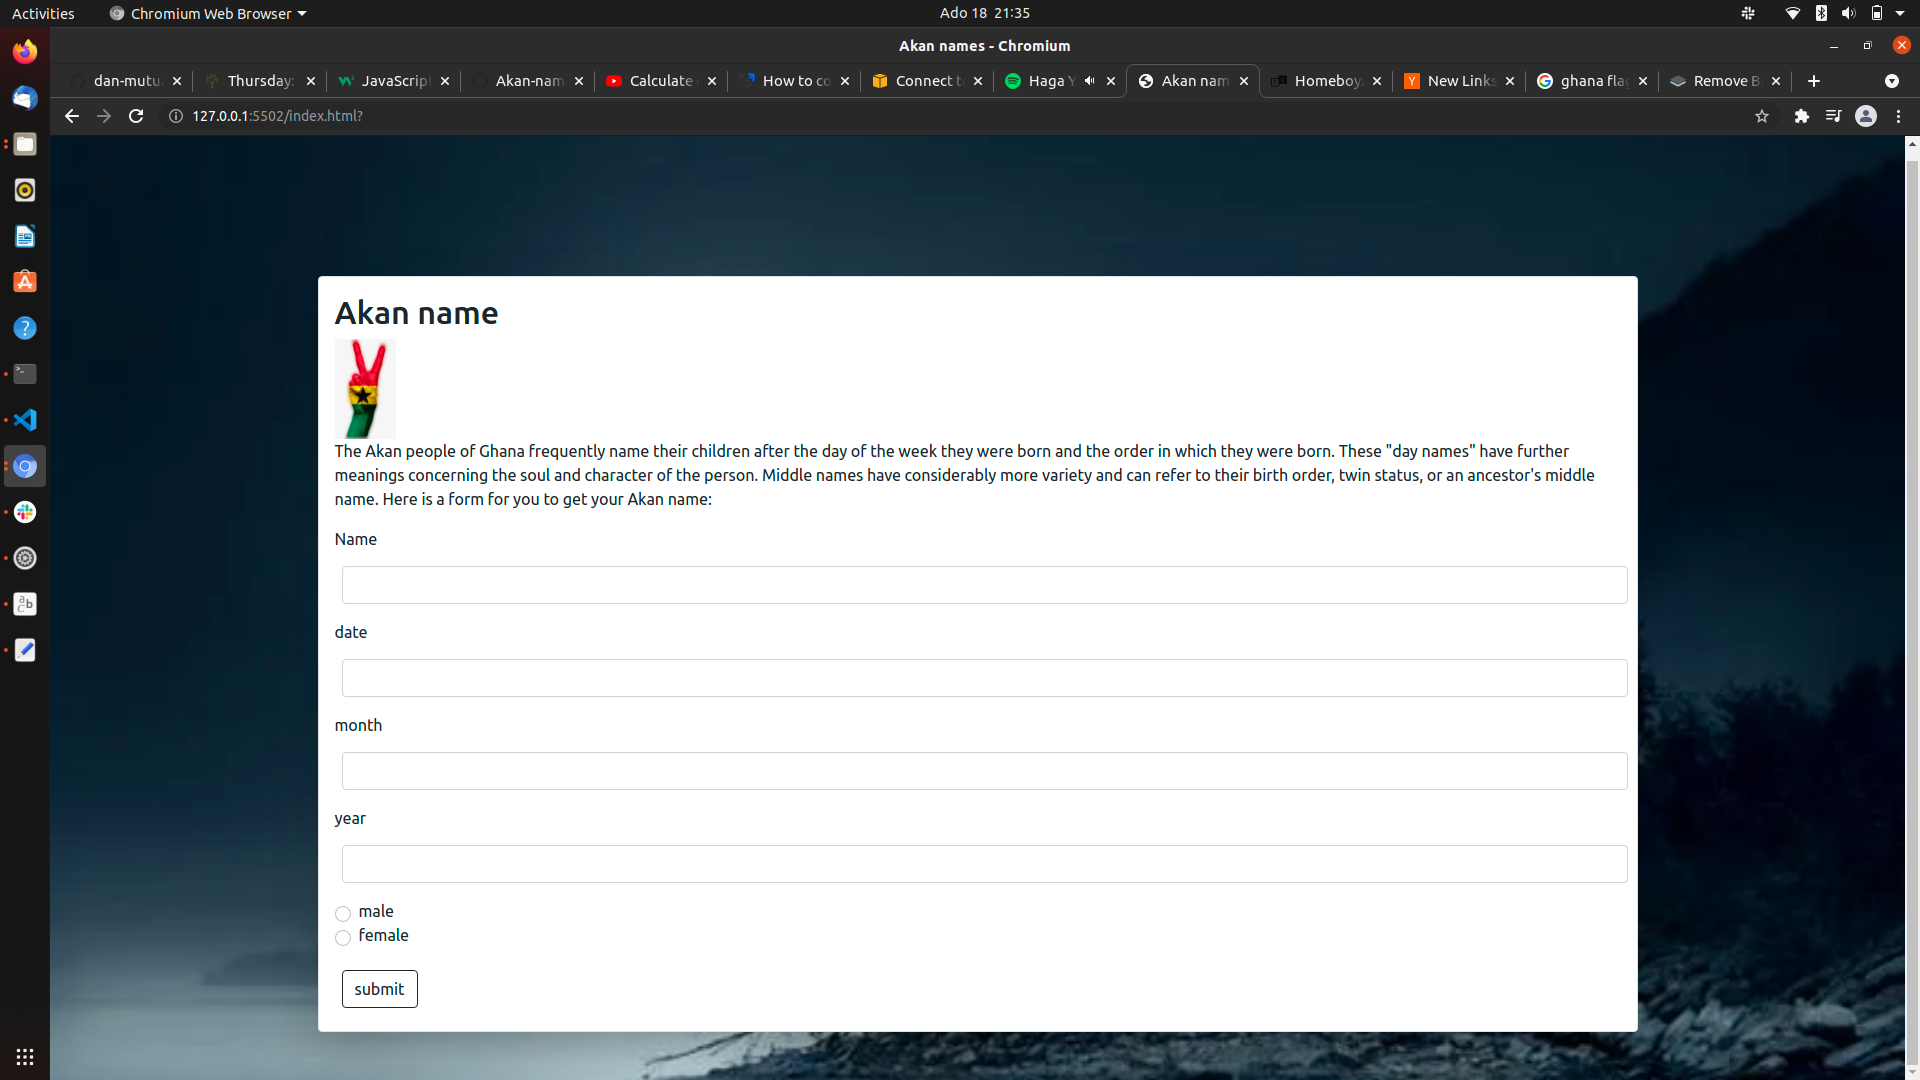 Activities
Chromium Web Browser
Ado 18 21:35
Akan names - Chromium
dan-mutu
Thursday:
JavaScript
Akan-nam
Calculate
How to co
Connect t
Haga Y
Akan nam
Homeboyz
New Links
ghana flag
Remove B
127.0.0.1:5502/index.html?
Akan name
The Akan people of Ghana frequently name their children after the day of the week they were born and the order in which they were born. These "day names" have further
meanings concerning the soul and character of the person. Middle names have considerably more variety and can refer to their birth order, twin status, or an ancestor's middle
name. Here is a form for you to get your Akan name:
Name
date
month
year
male
female
submit